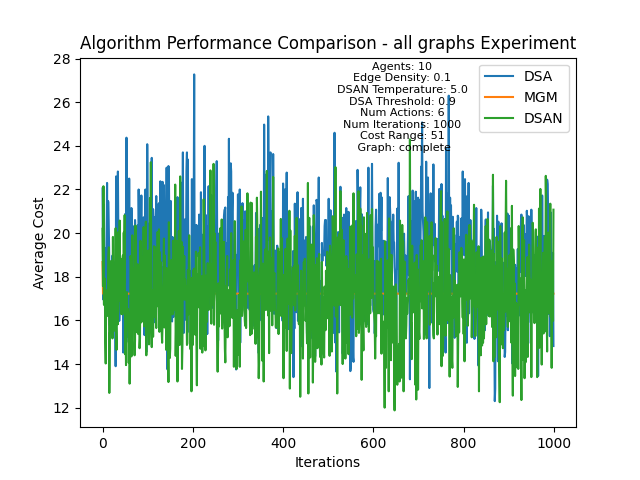 Algorithm Performance Comparison - all graphs Experiment
Agents: 10
Edge Density: 0.1
DSAN Temperature: 5.0
DSA Threshold: 0.9
Num Actions: 6
Num Iterations: 1000
Cost Range: 51
Graph: complete
DSA
MGM
DSAN
Average Cost
28
26
24
22
20
18
16
14
12
0
200
400
600
800
1000
Iterations